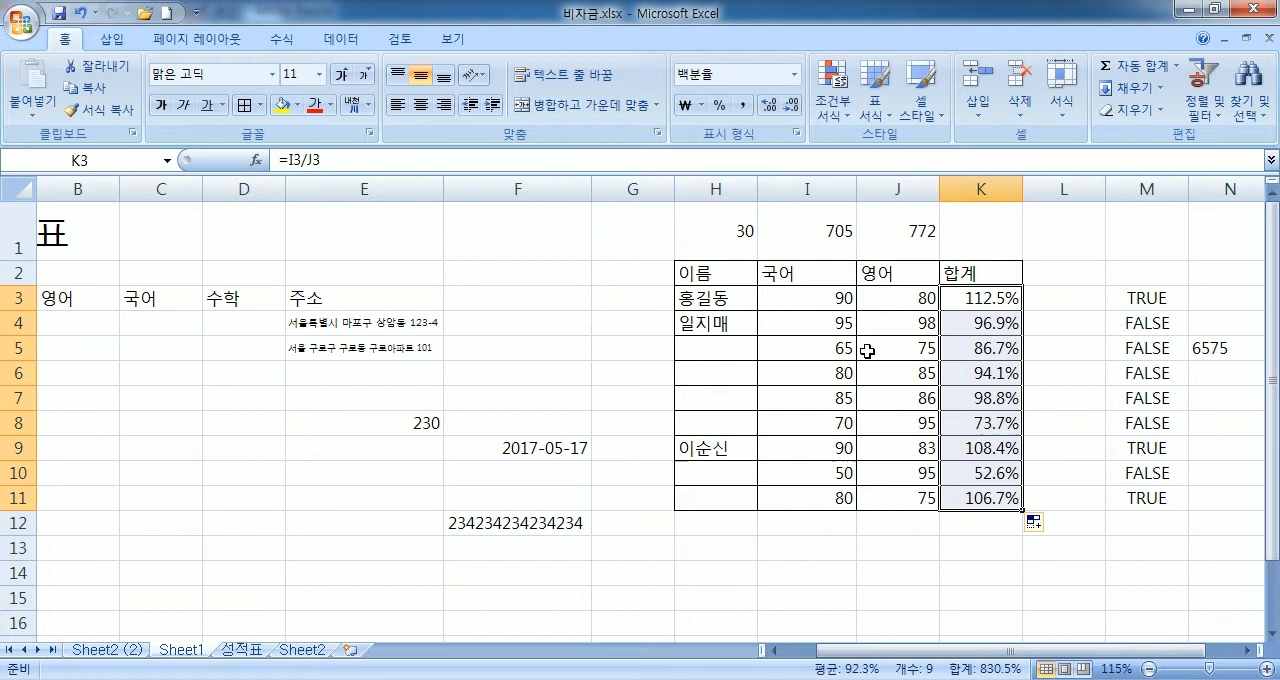 비자금.xlsx - Microsoft Excel
홈 삽입 페이지 레이아웃 수식 데이터 검토 보기
붙여넣기 잘라내기 복사 서식 복사 클립보드
맑은 고딕 11 가 가 가 가 가 내천 글꼴
텍스트 줄 바꿈 병합하고 가운데 맞춤 맞춤
백분율 ₩ % , 표시 형식
조건부 서식 표 서식 셀 스타일 스타일
삽입 삭제 서식 셀
Σ 자동 합계 채우기 지우기 정렬 및 필터 찾기 및 선택 편집
K3 fx =I3/J3
B C D E F G H I J K L M N
1 표 30 705 772
2 이름 국어 영어 합계
3 영어 국어 수학 주소 홍길동 90 80 112.5% TRUE
4 서울특별시 마포구 상암동 123-4 일지매 95 98 96.9% FALSE
5 서울 구로구 구로동 구로아파트 101 65 75 86.7% FALSE 6575
6 80 85 94.1% FALSE
7 85 86 98.8% FALSE
8 230 70 95 73.7% FALSE
9 2017-05-17 이순신 90 83 108.4% TRUE
10 50 95 52.6% FALSE
11 80 75 106.7% TRUE
12 234234234234234
13
14
15
16
Sheet2 (2) Sheet1 성적표 Sheet2
준비 평균: 92.3% 개수: 9 합계: 830.5% 115%